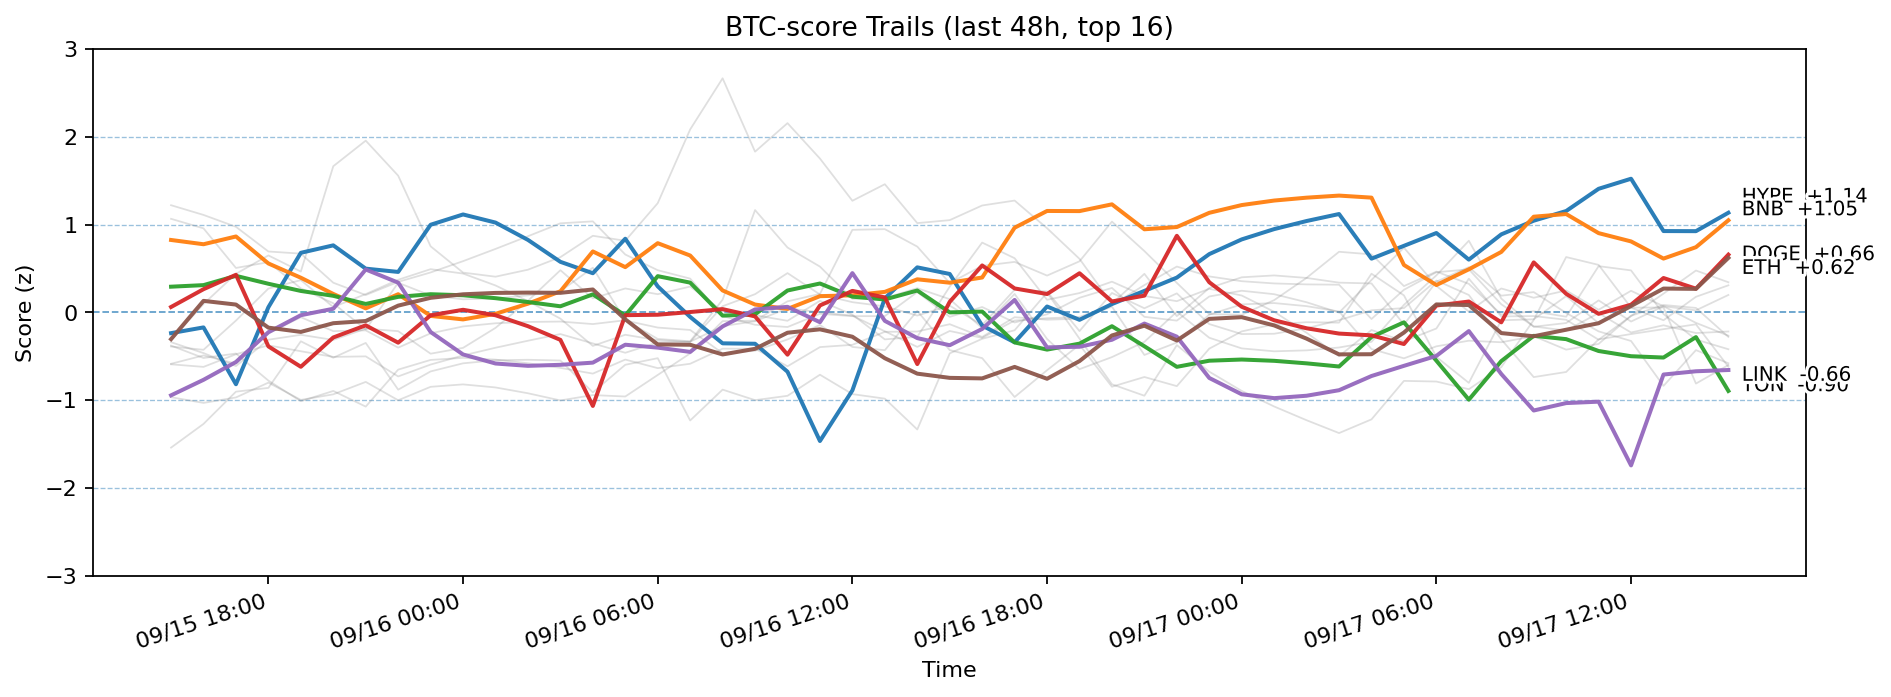 BTC-score Trails (last 48h, top 16)
Score (z)
3
2
1
0
−1
−2
−3
HYPE +1.14
BNB +1.05
DOGE +0.66
ETH +0.62
LINK -0.66
TON -0.90
09/15 18:00
09/16 00:00
09/16 06:00
09/16 12:00
09/16 18:00
09/17 00:00
09/17 06:00
09/17 12:00
Time